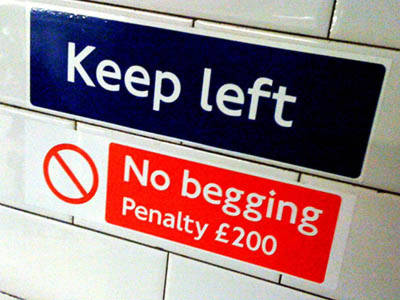 Keep left
No begging
Penalty £200